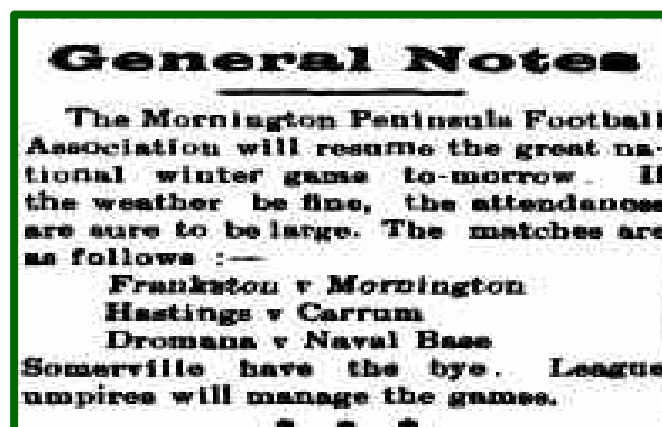 General Notes
The Mornington Peninsula Football
Association will resume the great na-
tional winter game to-morrow. If
the weather be fine, the attendances
are sure to be large. The matches are
as follows :—
Frankston v Mornington
Hastings v Carrum
Dromana v Naval Base
Somerville have the bye. League
umpires will manage the games.